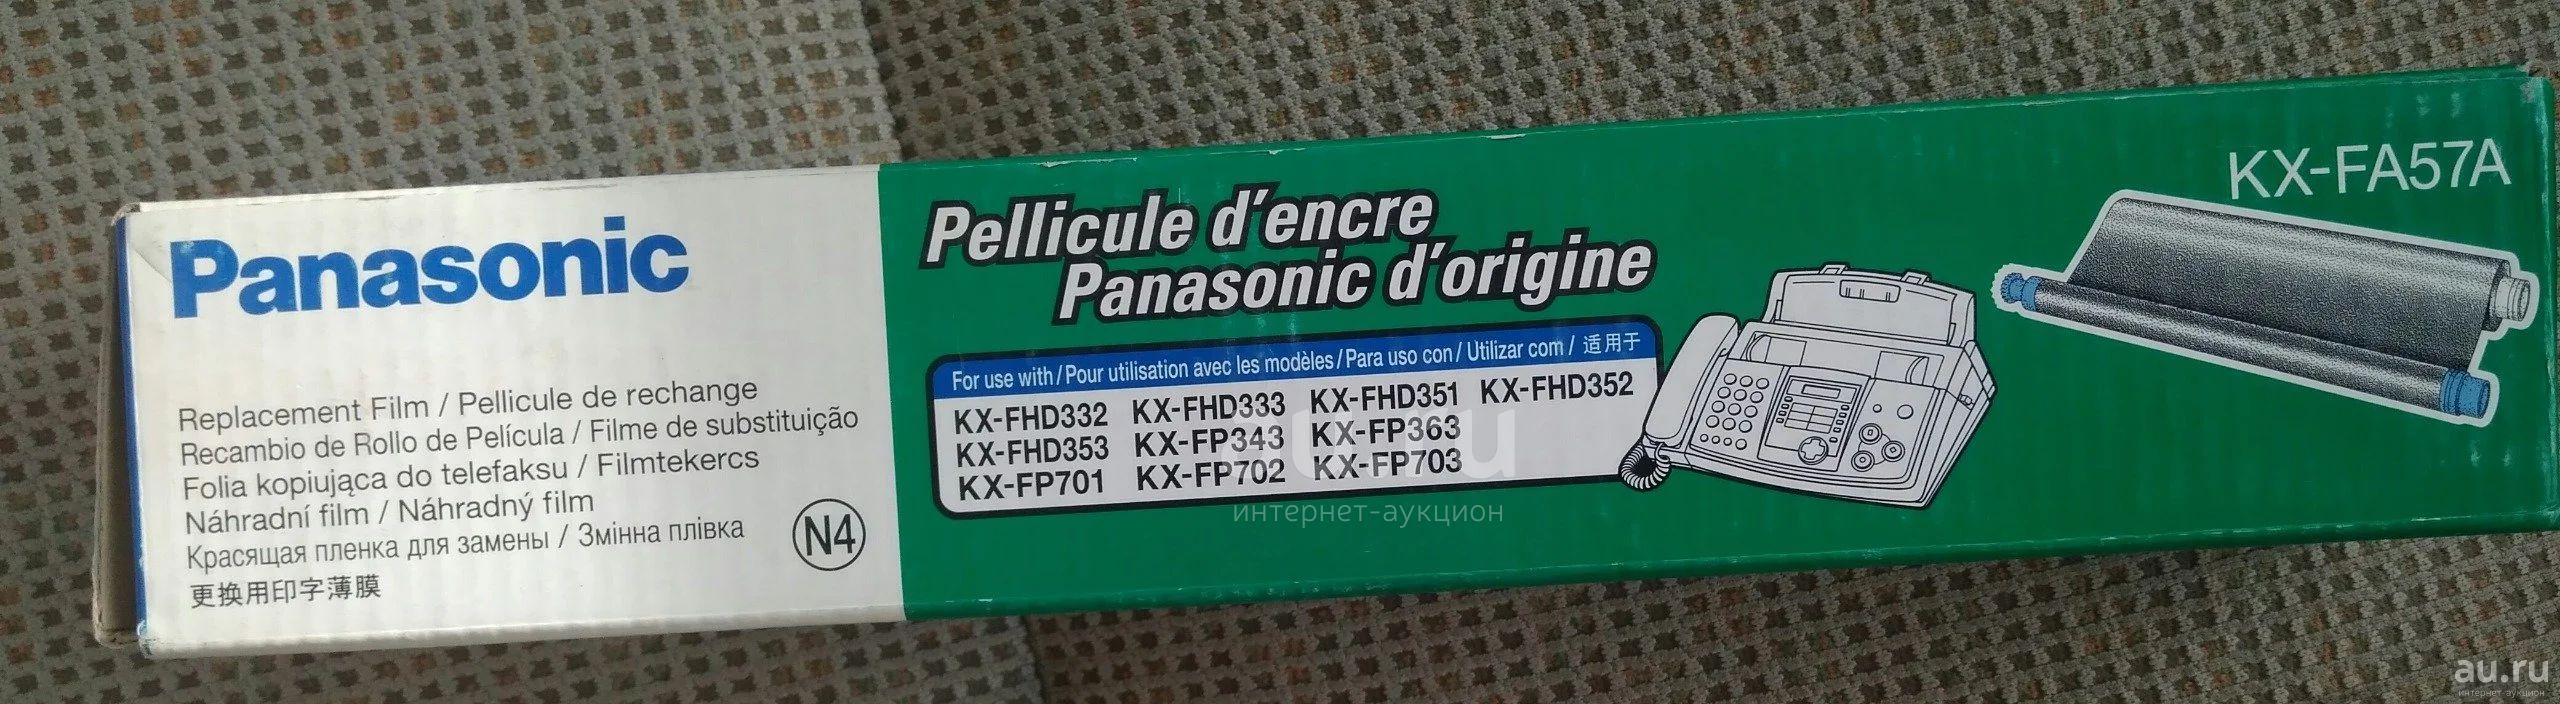 Panasonic
Replacement Film / Pellicule de rechange
Recambio de Rollo de Película / Filme de substituição
Folia kopiująca do telefaksu / Filmtekercs
Náhradní film / Náhradný film
Красящая пленка для замены / Змінна плівка
更换用印字薄膜
N4
Pellicule d'encre
Panasonic d'origine
For use with / Pour utilisation avec les modèles / Para uso con / Utilizar com / 适用于
KX-FHD332 KX-FHD333 KX-FHD351 KX-FHD352
KX-FHD353 KX-FP343 KX-FP363
KX-FP701 KX-FP702 KX-FP703
KX-FA57A
au.ru
интернет-аукцион
au.ru
интернет-аукцион